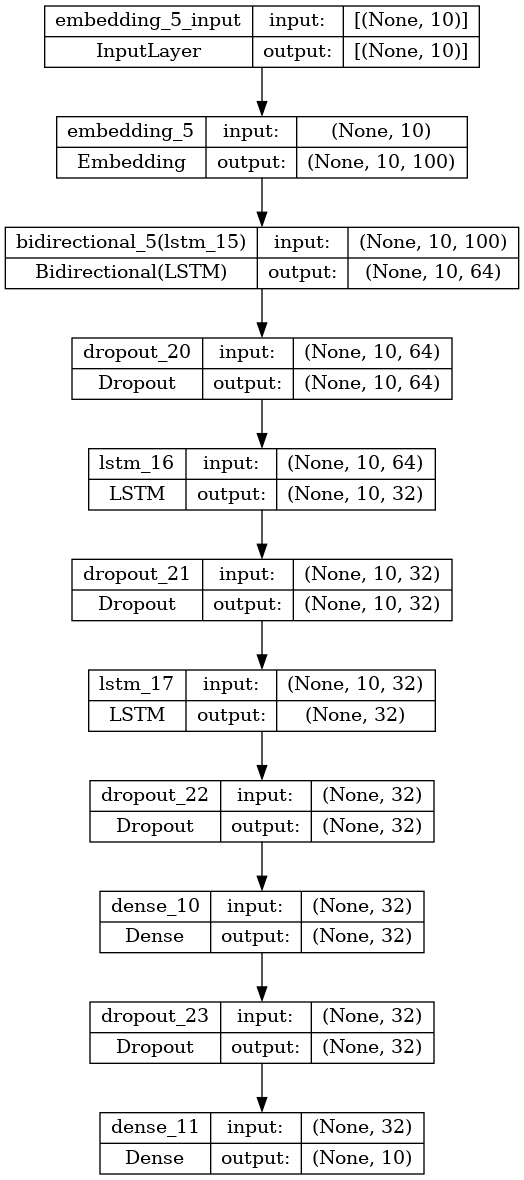 embedding_5_input input: [(None, 10)]
InputLayer output: [(None, 10)]
embedding_5 input: (None, 10)
Embedding output: (None, 10, 100)
bidirectional_5(lstm_15) input: (None, 10, 100)
Bidirectional(LSTM) output: (None, 10, 64)
dropout_20 input: (None, 10, 64)
Dropout output: (None, 10, 64)
lstm_16 input: (None, 10, 64)
LSTM output: (None, 10, 32)
dropout_21 input: (None, 10, 32)
Dropout output: (None, 10, 32)
lstm_17 input: (None, 10, 32)
LSTM output: (None, 32)
dropout_22 input: (None, 32)
Dropout output: (None, 32)
dense_10 input: (None, 32)
Dense output: (None, 32)
dropout_23 input: (None, 32)
Dropout output: (None, 32)
dense_11 input: (None, 32)
Dense output: (None, 10)